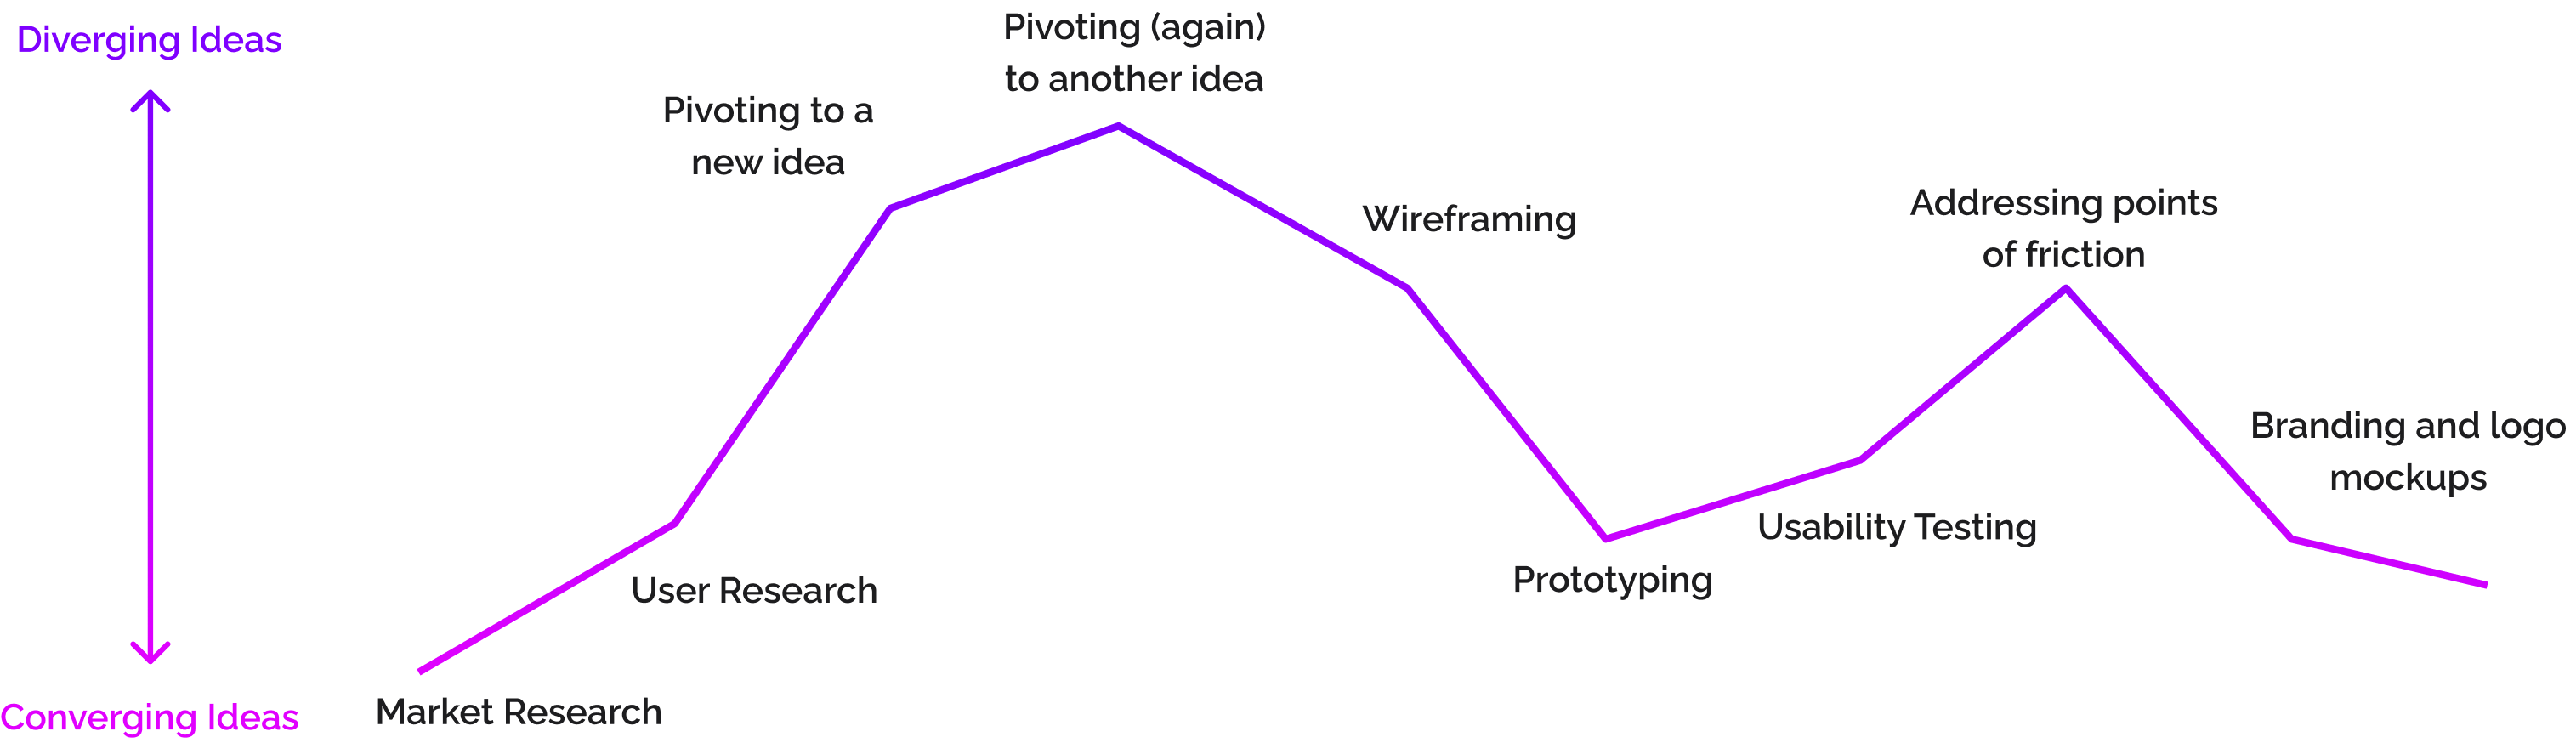 Diverging Ideas
Converging Ideas
Market Research
User Research
Pivoting to a
new idea
Pivoting (again)
to another idea
Wireframing
Prototyping
Usability Testing
Addressing points
of friction
Branding and logo
mockups